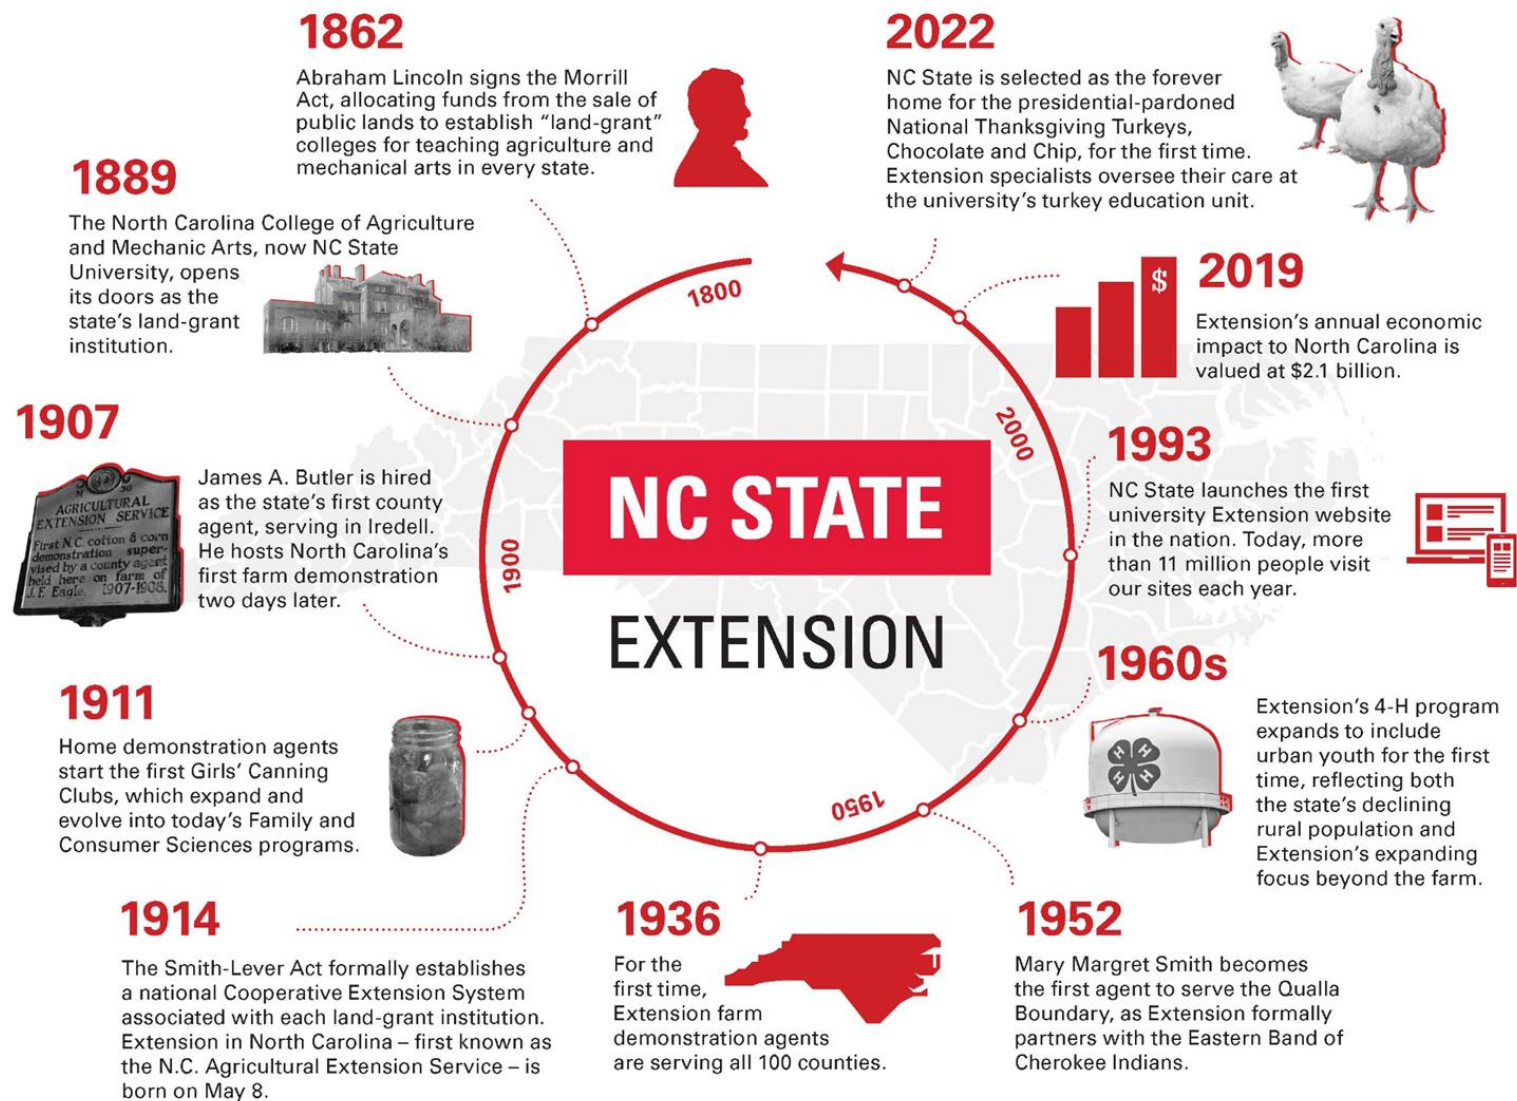 1862
Abraham Lincoln signs the Morrill
Act, allocating funds from the sale of
public lands to establish “land-grant”
colleges for teaching agriculture and
mechanical arts in every state.
1889
The North Carolina College of Agriculture
and Mechanic Arts, now NC State
University, opens
its doors as the
state’s land-grant
institution.
1907
AGRICULTURAL
EXTENSION SERVICE
First N.C. cotton & corn
demonstration super-
vised by a county agent
held here on farm of
J. F. Eagle. 1907-1908.
James A. Butler is hired
as the state’s first county
agent, serving in Iredell.
He hosts North Carolina’s
first farm demonstration
two days later.
1911
Home demonstration agents
start the first Girls’ Canning
Clubs, which expand and
evolve into today’s Family and
Consumer Sciences programs.
1914
The Smith-Lever Act formally establishes
a national Cooperative Extension System
associated with each land-grant institution.
Extension in North Carolina – first known as
the N.C. Agricultural Extension Service – is
born on May 8.
1936
For the
first time,
Extension farm
demonstration agents
are serving all 100 counties.
1952
Mary Margret Smith becomes
the first agent to serve the Qualla
Boundary, as Extension formally
partners with the Eastern Band of
Cherokee Indians.
1960s
H H
H H
Extension’s 4-H program
expands to include
urban youth for the first
time, reflecting both
the state’s declining
rural population and
Extension’s expanding
focus beyond the farm.
1993
NC State launches the first
university Extension website
in the nation. Today, more
than 11 million people visit
our sites each year.
$
2019
Extension’s annual economic
impact to North Carolina is
valued at $2.1 billion.
2022
NC State is selected as the forever
home for the presidential-pardoned
National Thanksgiving Turkeys,
Chocolate and Chip, for the first time.
Extension specialists oversee their care at
the university’s turkey education unit.
1800
1900
1950
2000
NC STATE
EXTENSION